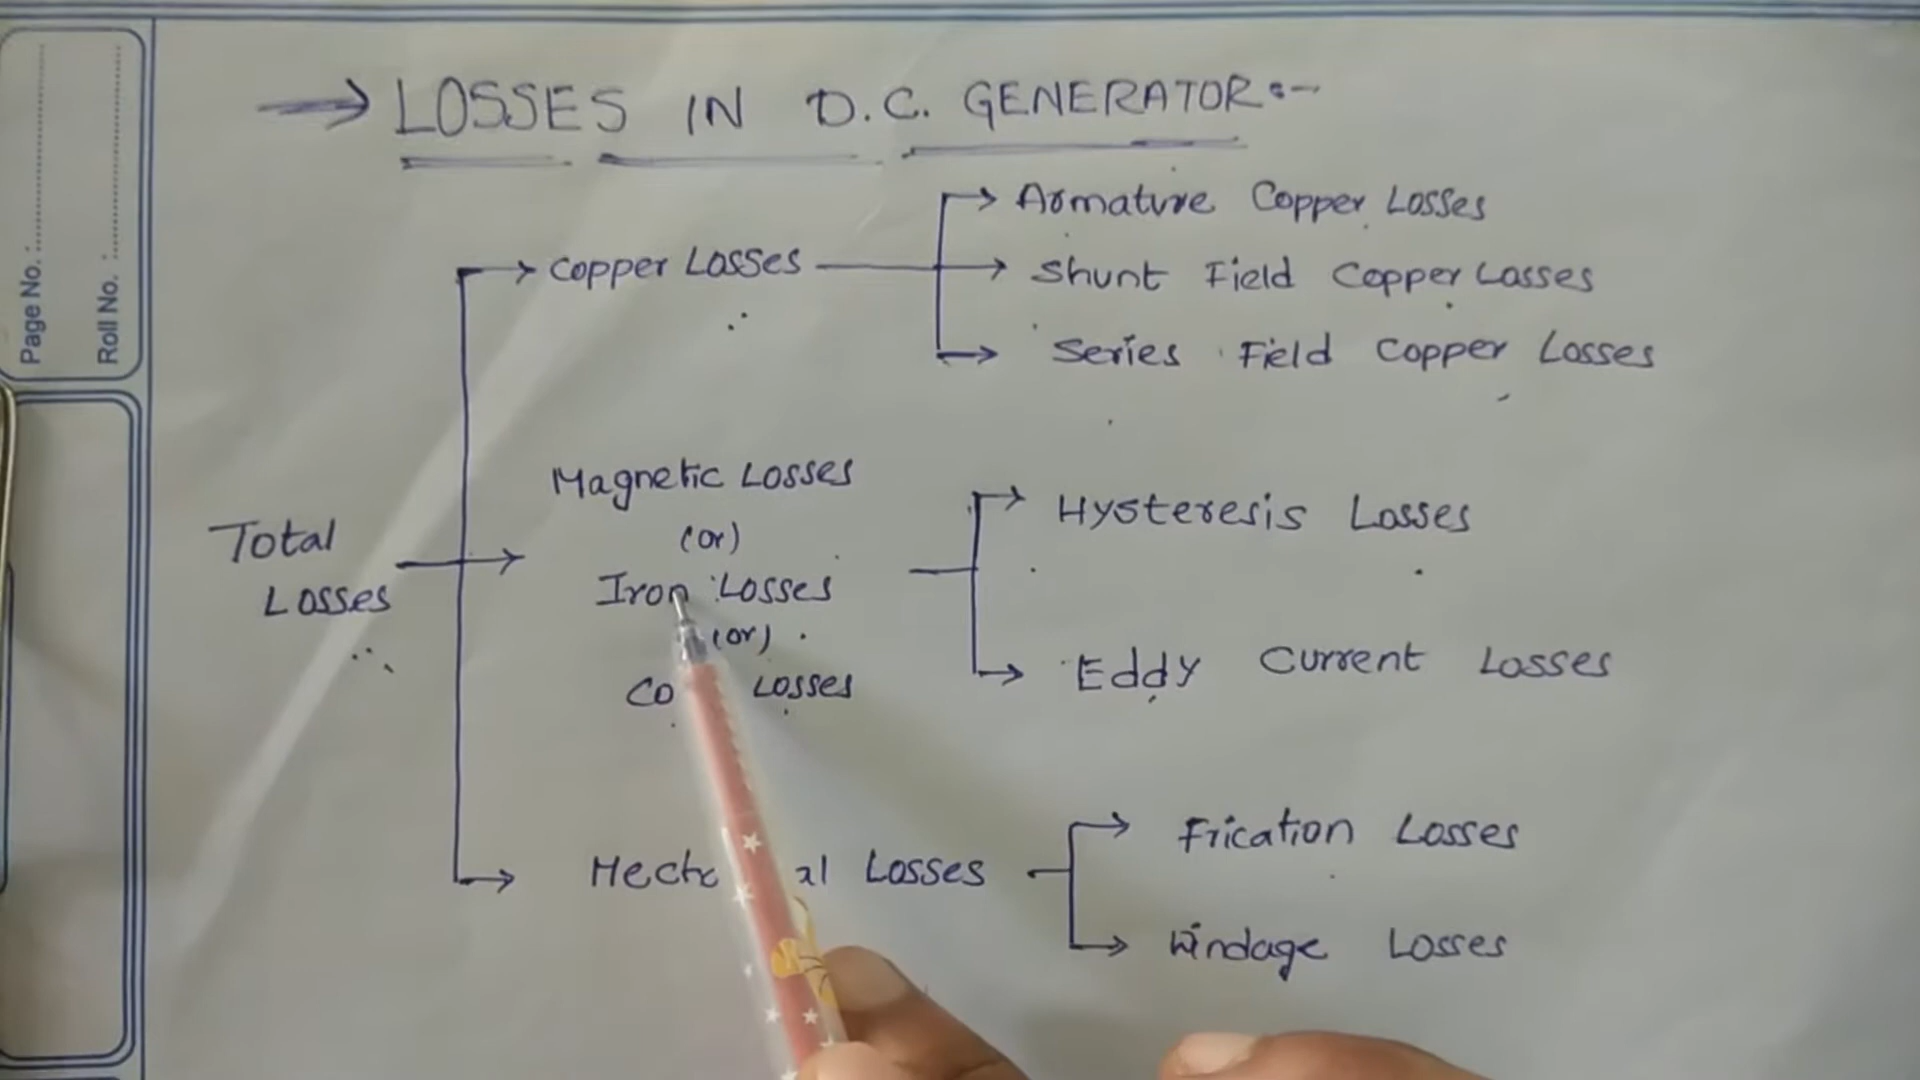 Page No. :
Roll No. :
→ LOSSES IN D.C. GENERATOR:-
Armature Copper Losses
Copper Losses
Shunt Field Copper Losses
Series Field Copper Losses
Magnetic Losses
(or)
Iron Losses
(or)
Losses
Hysteresis Losses
Eddy Current Losses
Total
Losses
Losses
Frication Losses
Windage Losses